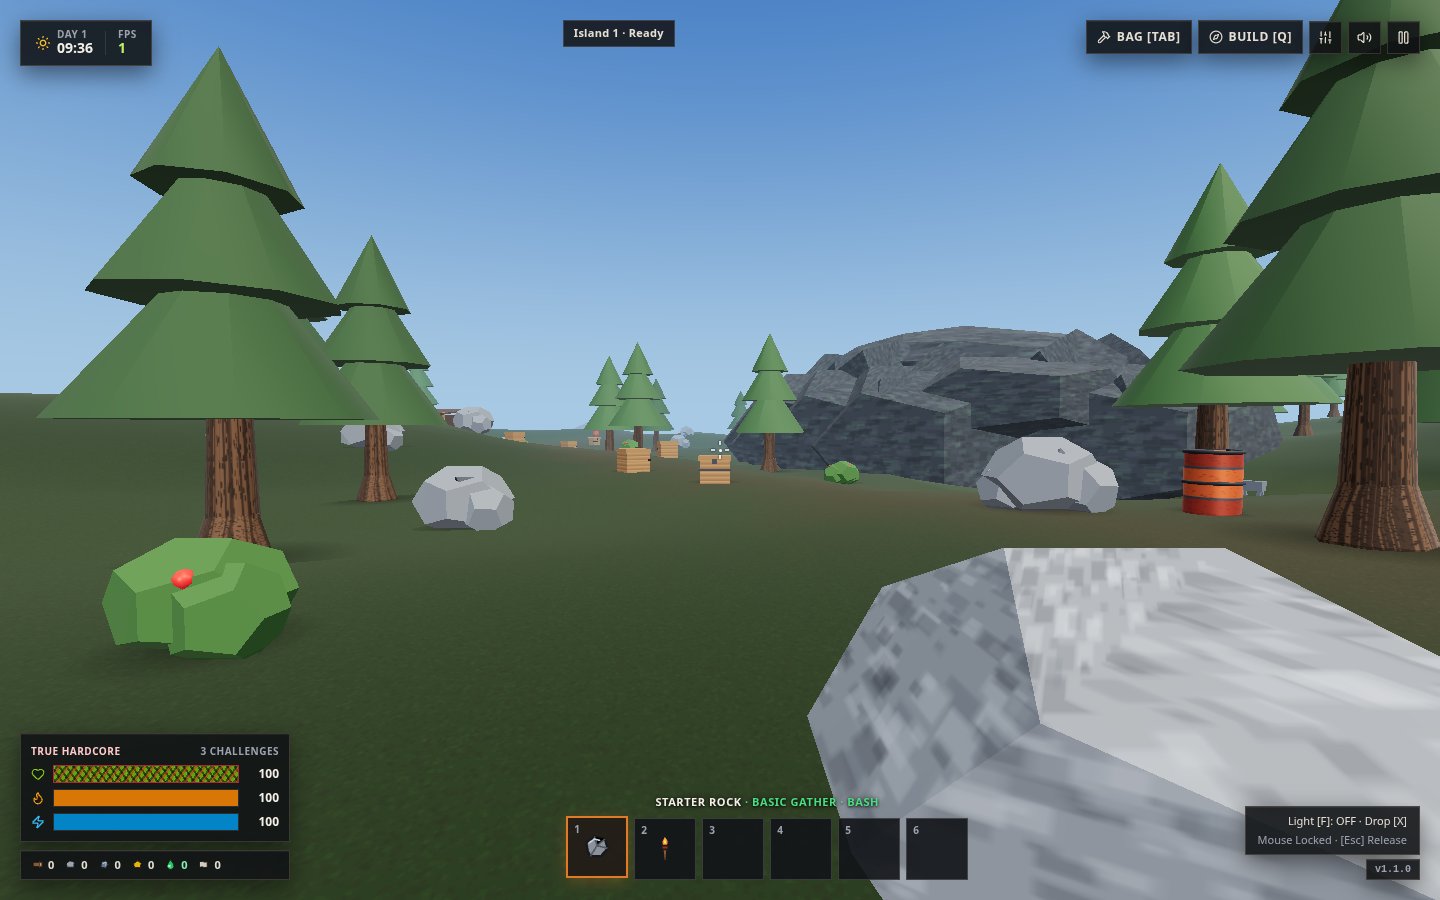 DAY 1
09:36
FPS
1
Island 1 · Ready
BAG [TAB]
BUILD [Q]
TRUE HARDCORE
3 CHALLENGES
100
100
100
0 0 0 0 0 0
STARTER ROCK · BASIC GATHER · BASH
1 2 3 4 5 6
Light [F]: OFF · Drop [X]
Mouse Locked · [Esc] Release
v1.1.0